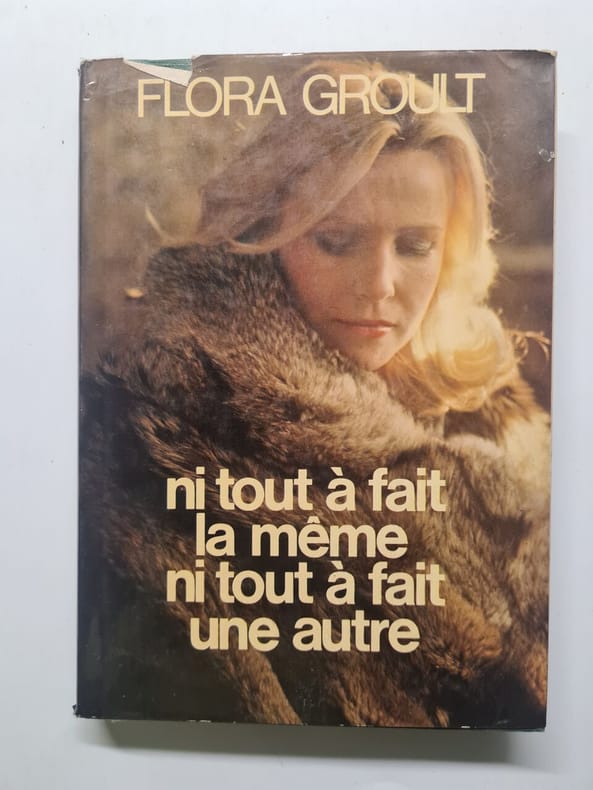 FLORA GROULT
ni tout à fait
la même
ni tout à fait
une autre